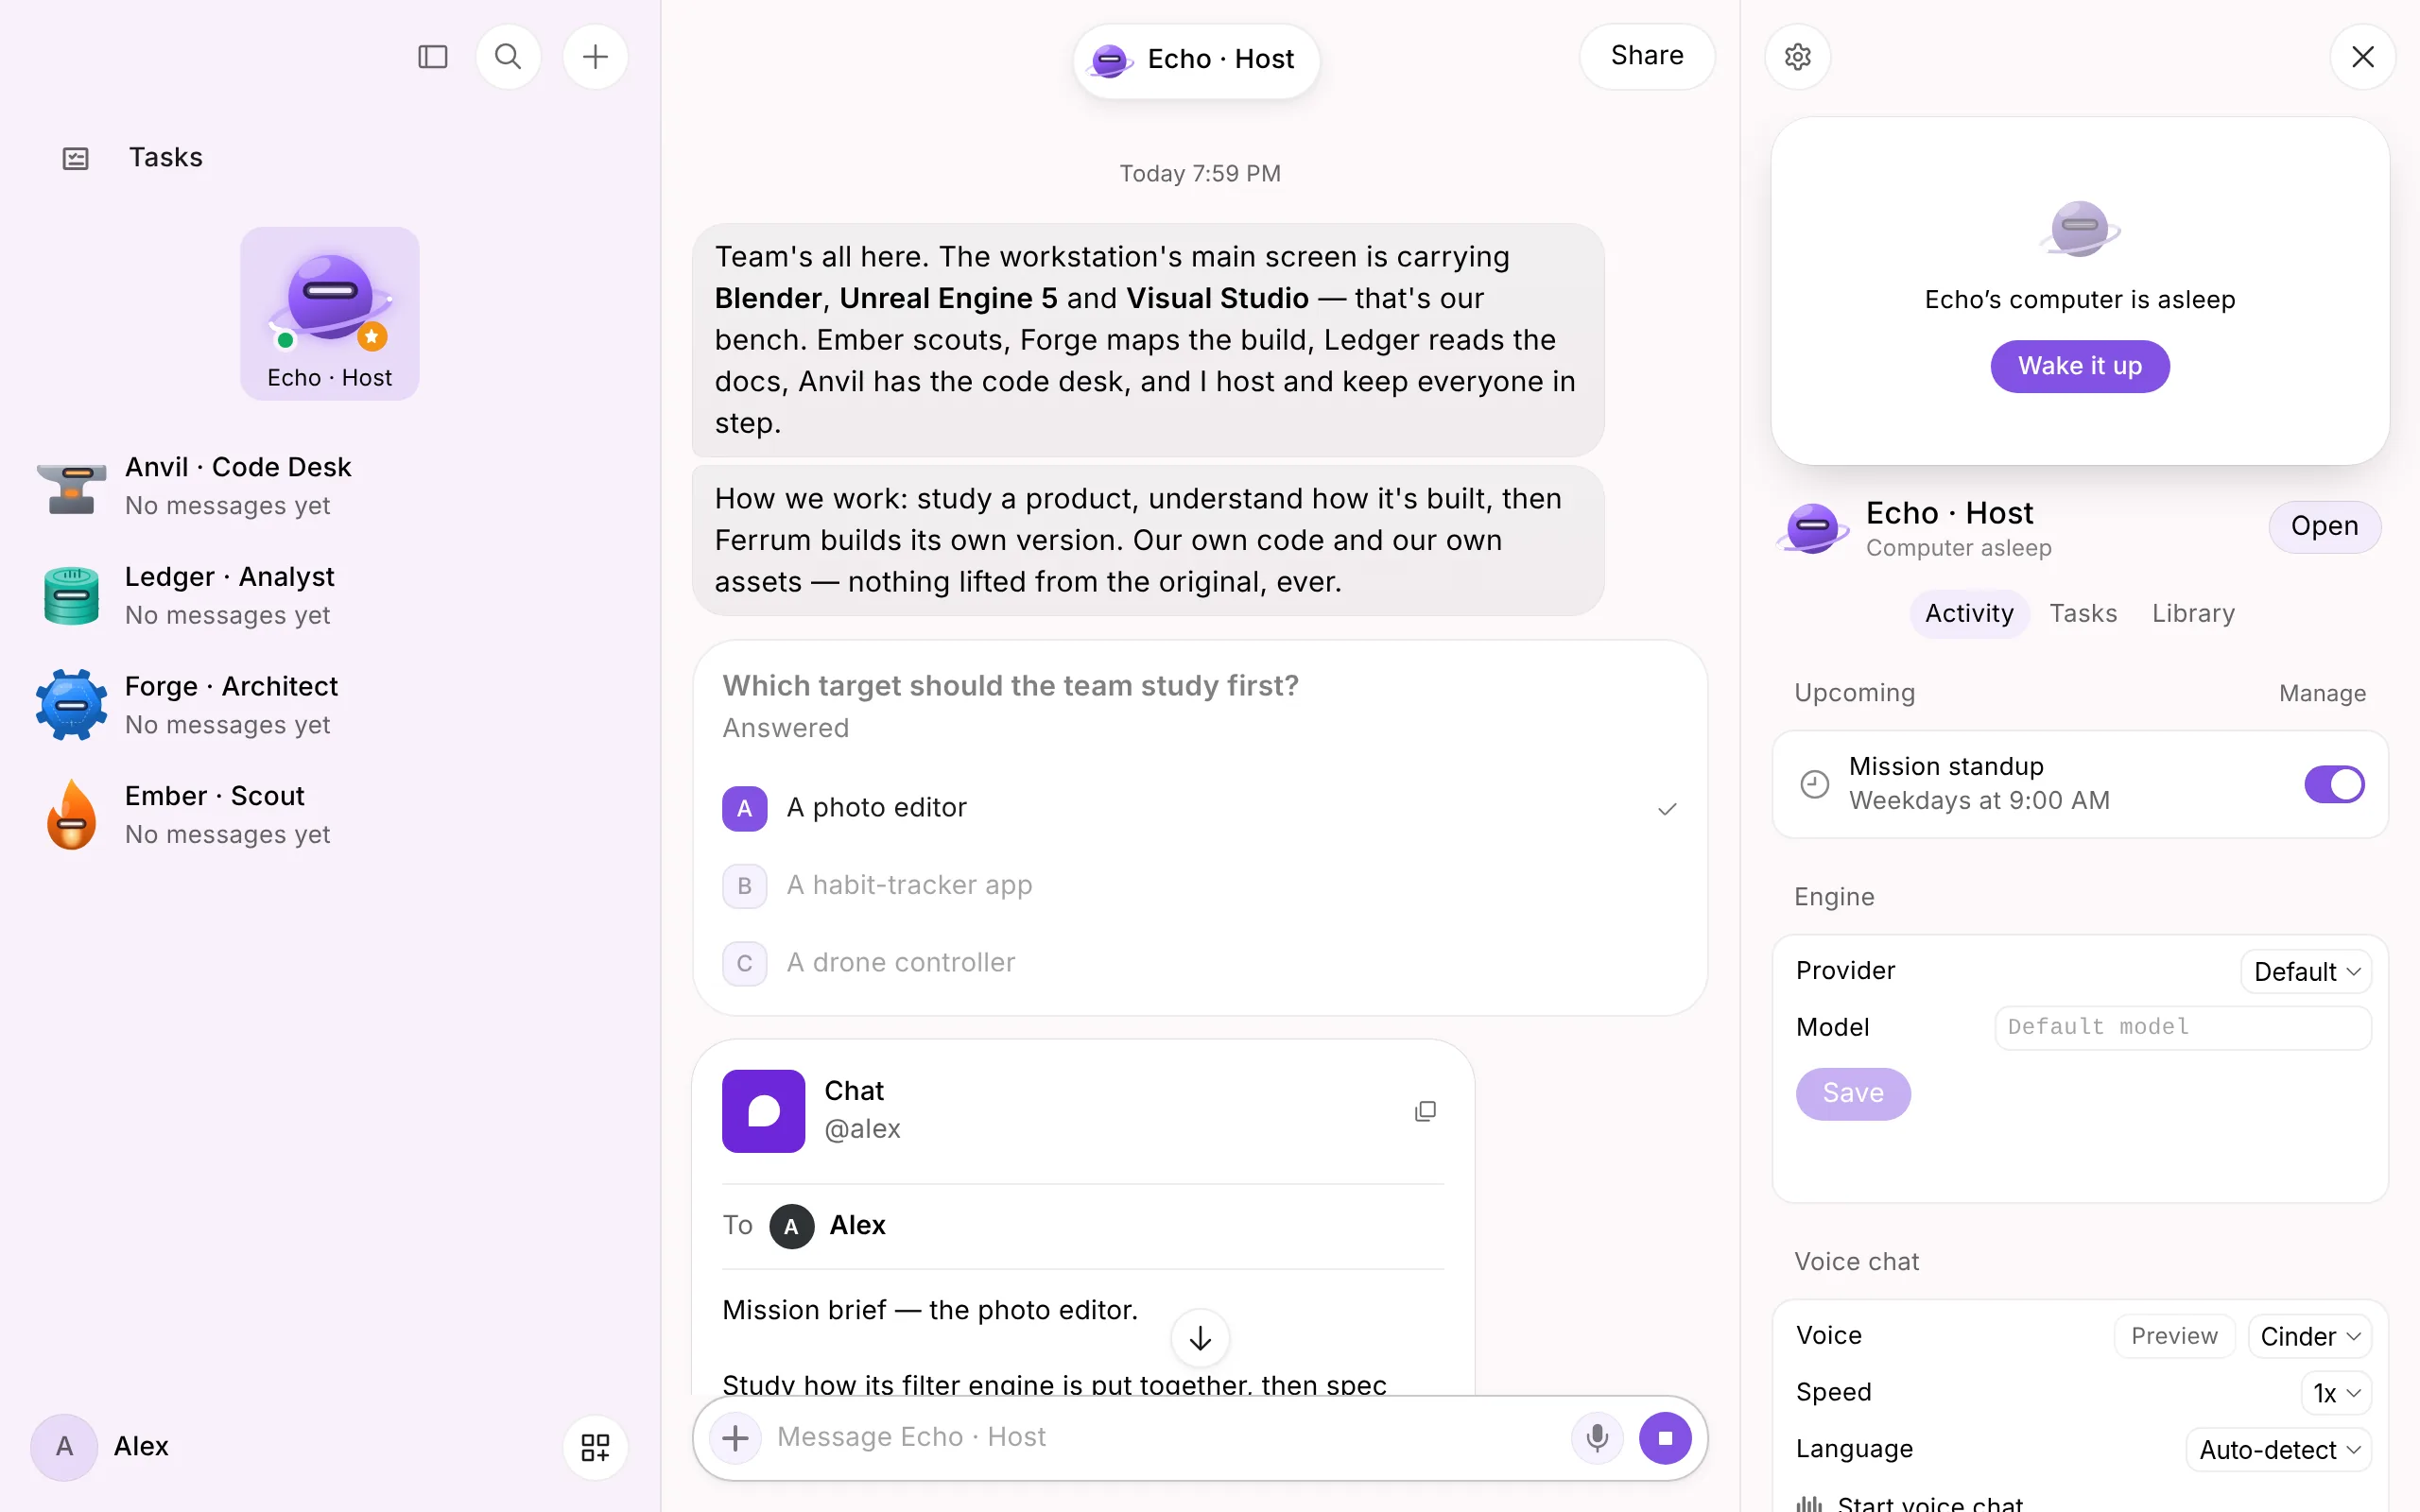 Tasks
Echo · Host
Anvil · Code Desk
No messages yet
Ledger · Analyst
No messages yet
Forge · Architect
No messages yet
Ember · Scout
No messages yet
A
Alex
Echo · Host
Share
Today 7:59 PM
Team's all here. The workstation's main screen is carrying
Blender, Unreal Engine 5 and Visual Studio — that's our
bench. Ember scouts, Forge maps the build, Ledger reads the
docs, Anvil has the code desk, and I host and keep everyone in
step.
How we work: study a product, understand how it's built, then
Ferrum builds its own version. Our own code and our own
assets — nothing lifted from the original, ever.
Which target should the team study first?
Answered
A A photo editor
B A habit-tracker app
C A drone controller
Chat
@alex
To A Alex
Mission brief — the photo editor.
Study how its filter engine is put together, then spec
Message Echo · Host
Echo’s computer is asleep
Wake it up
Echo · Host
Computer asleep
Open
Activity Tasks Library
Upcoming Manage
Mission standup
Weekdays at 9:00 AM
Engine
Provider Default
Model Default model
Save
Voice chat
Voice Preview Cinder
Speed 1x
Language Auto-detect
Start voice chat